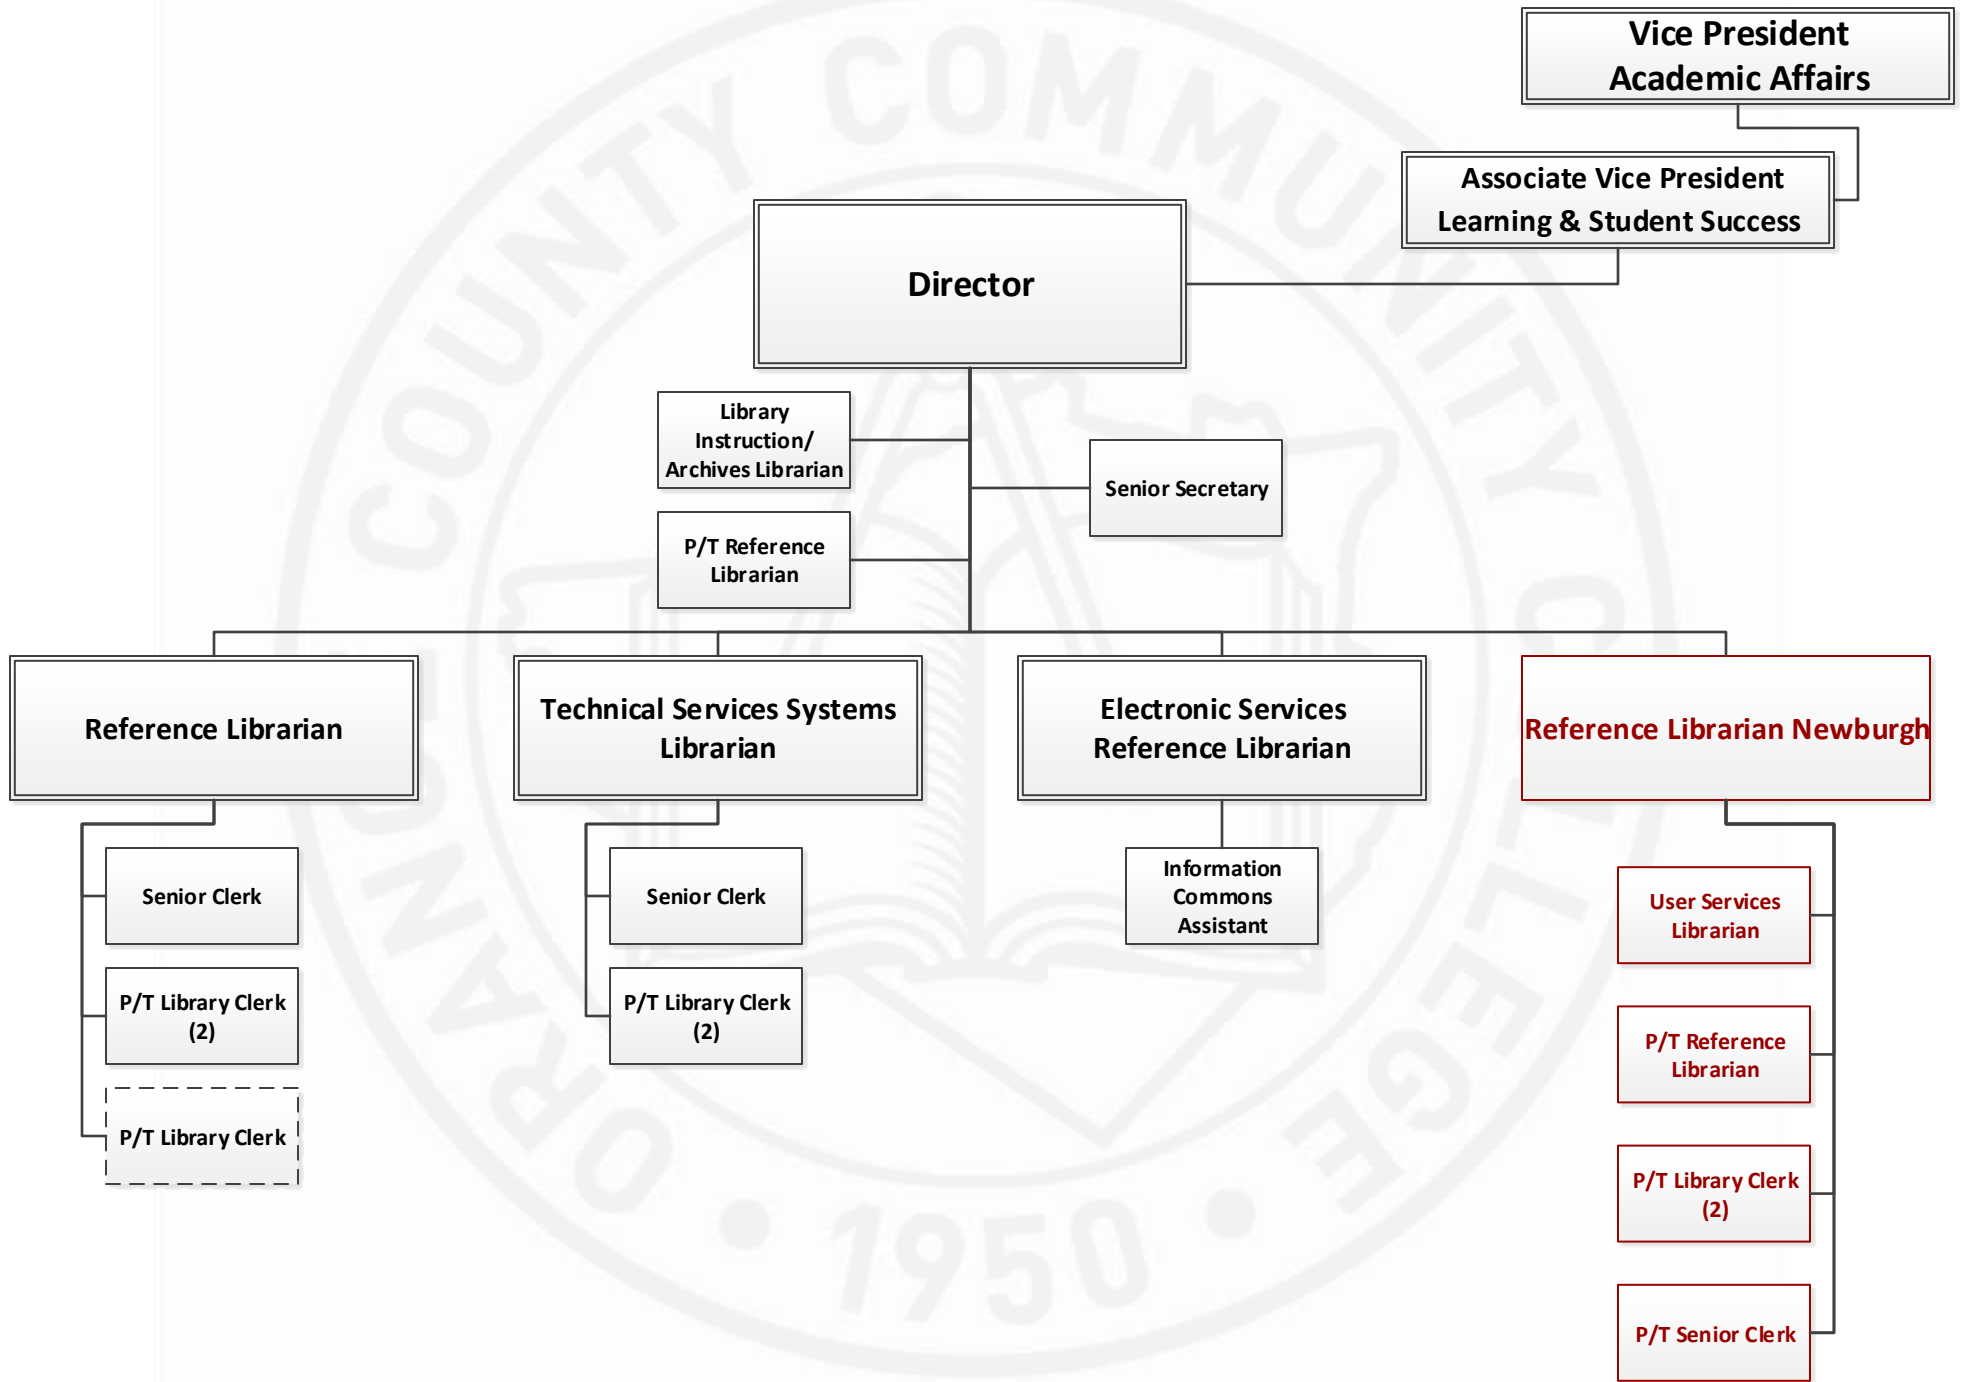 Vice President
Academic Affairs
Associate Vice President
Learning & Student Success
Director
Library
Instruction/
Archives Librarian
Senior Secretary
P/T Reference
Librarian
Reference Librarian
Technical Services Systems
Librarian
Electronic Services
Reference Librarian
Reference Librarian Newburgh
Senior Clerk
P/T Library Clerk
(2)
P/T Library Clerk
Senior Clerk
P/T Library Clerk
(2)
Information
Commons
Assistant
User Services
Librarian
P/T Reference
Librarian
P/T Library Clerk
(2)
P/T Senior Clerk
ORANGE COUNTY COMMUNITY COLLEGE
• 1950 •